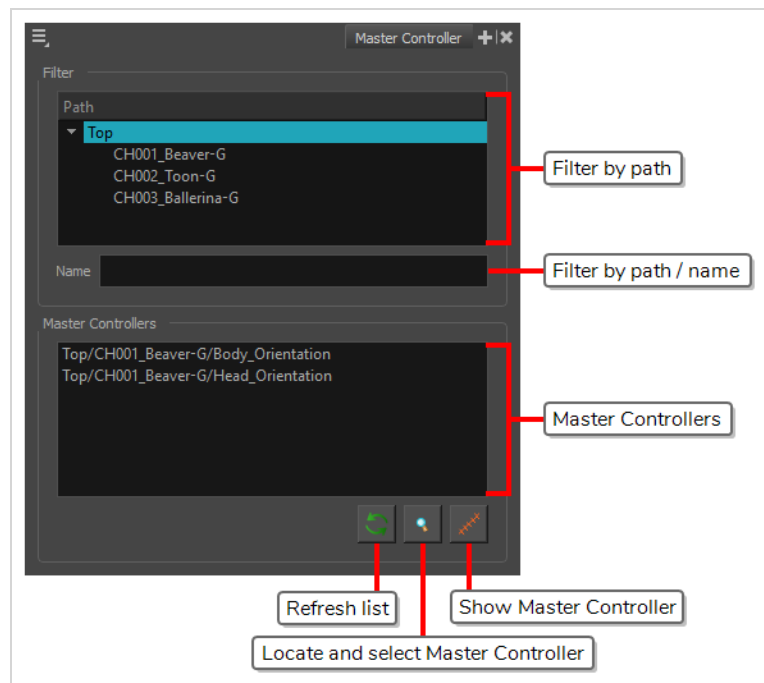 Master Controller
Filter
Path
Top
CH001_Beaver-G
CH002_Toon-G
CH003_Ballerina-G
Filter by path
Name
Filter by path / name
Master Controllers
Top/CH001_Beaver-G/Body_Orientation
Top/CH001_Beaver-G/Head_Orientation
Master Controllers
Refresh list
Show Master Controller
Locate and select Master Controller